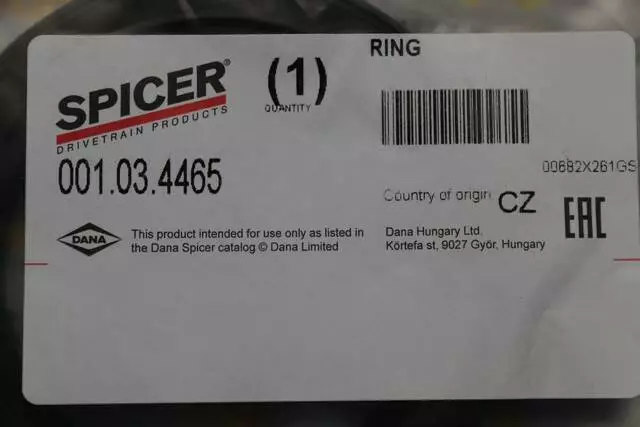 RING
SPICER®
DRIVETRAIN PRODUCTS
(1)
QUANTITY
001.03.4465
00682X261GS
Country of origin CZ
EAC
DANA
This product intended for use only as listed in
the Dana Spicer catalog © Dana Limited
Dana Hungary Ltd.
Körtefa st, 9027 Győr, Hungary